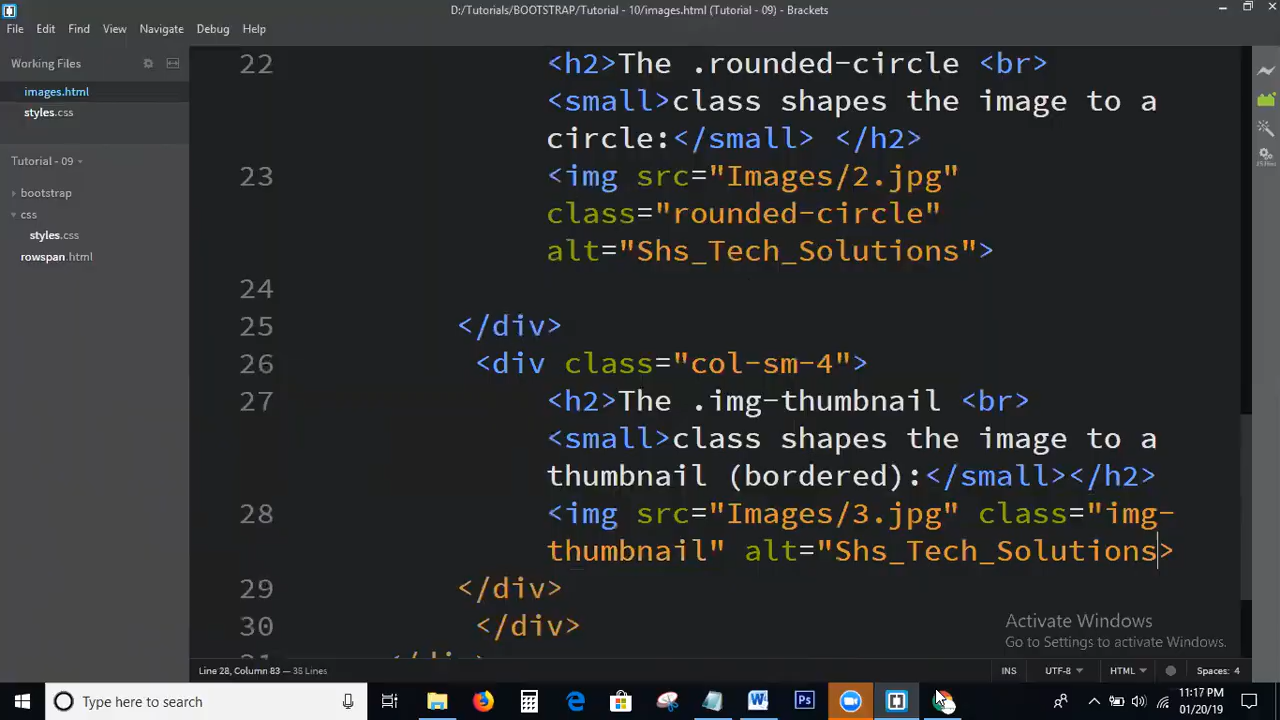 D:/Tutorials/BOOTSTRAP/Tutorial - 10/images.html (Tutorial - 09) - Brackets
File Edit Find View Navigate Debug Help
Working Files
images.html
styles.css
Tutorial - 09
bootstrap
css
styles.css
rowspan.html
22 <h2>The .rounded-circle <br>
<small>class shapes the image to a
circle:</small> </h2>
23 <img src="Images/2.jpg"
class="rounded-circle"
alt="Shs_Tech_Solutions">
24
25 </div>
26 <div class="col-sm-4">
27 <h2>The .img-thumbnail <br>
<small>class shapes the image to a
thumbnail (bordered):</small></h2>
28 <img src="Images/3.jpg" class="img-
thumbnail" alt="Shs_Tech_Solutions>
29 </div>
30 </div>
Activate Windows
Go to Settings to activate Windows.
Line 28, Column 83 — 35 Lines
INS UTF-8 HTML Spaces: 4
Type here to search
11:17 PM
01/20/19